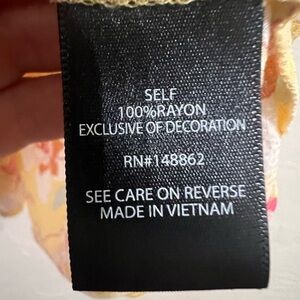 SELF
100%RAYON
EXCLUSIVE OF DECORATION
RN#148862
SEE CARE ON REVERSE
MADE IN VIETNAM